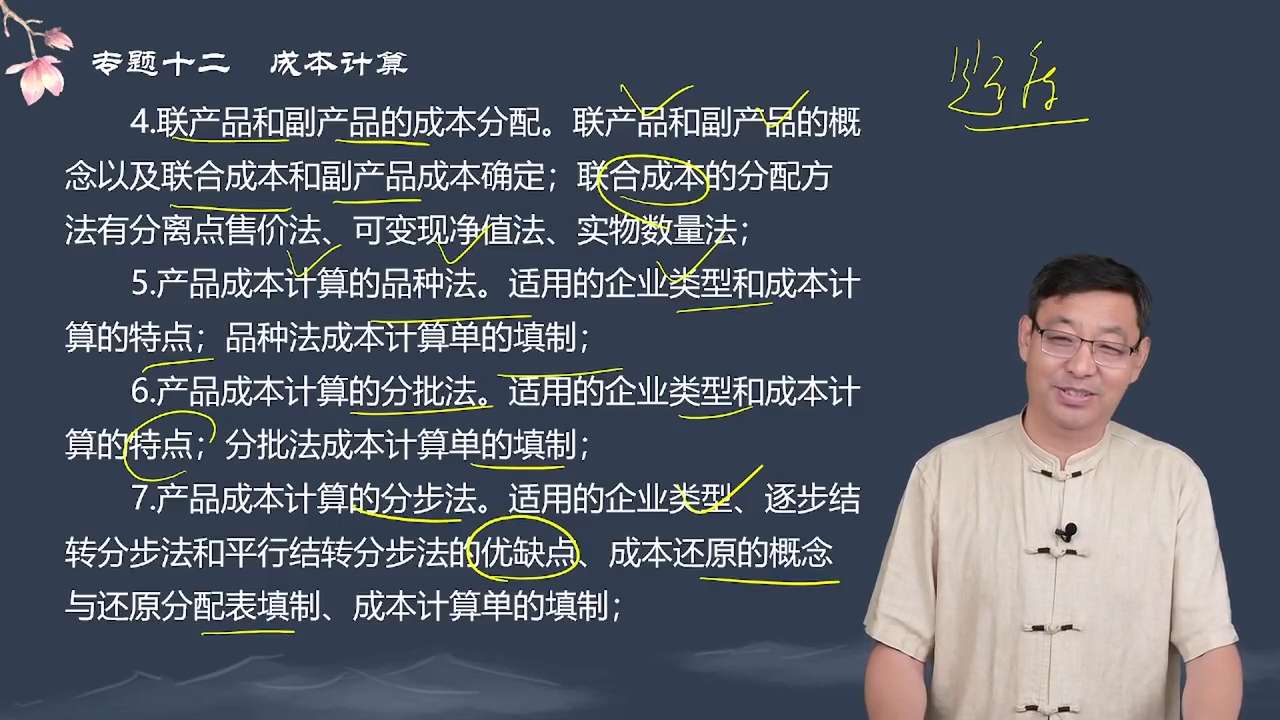 专题十二 成本计算
4.联产品和副产品的成本分配。联产品和副产品的概
念以及联合成本和副产品成本确定；联合成本的分配方
法有分离点售价法、可变现净值法、实物数量法；
5.产品成本计算的品种法。适用的企业类型和成本计
算的特点；品种法成本计算单的填制；
6.产品成本计算的分批法。适用的企业类型和成本计
算的特点；分批法成本计算单的填制；
7.产品成本计算的分步法。适用的企业类型、逐步结
转分步法和平行结转分步法的优缺点、成本还原的概念
与还原分配表填制、成本计算单的填制；